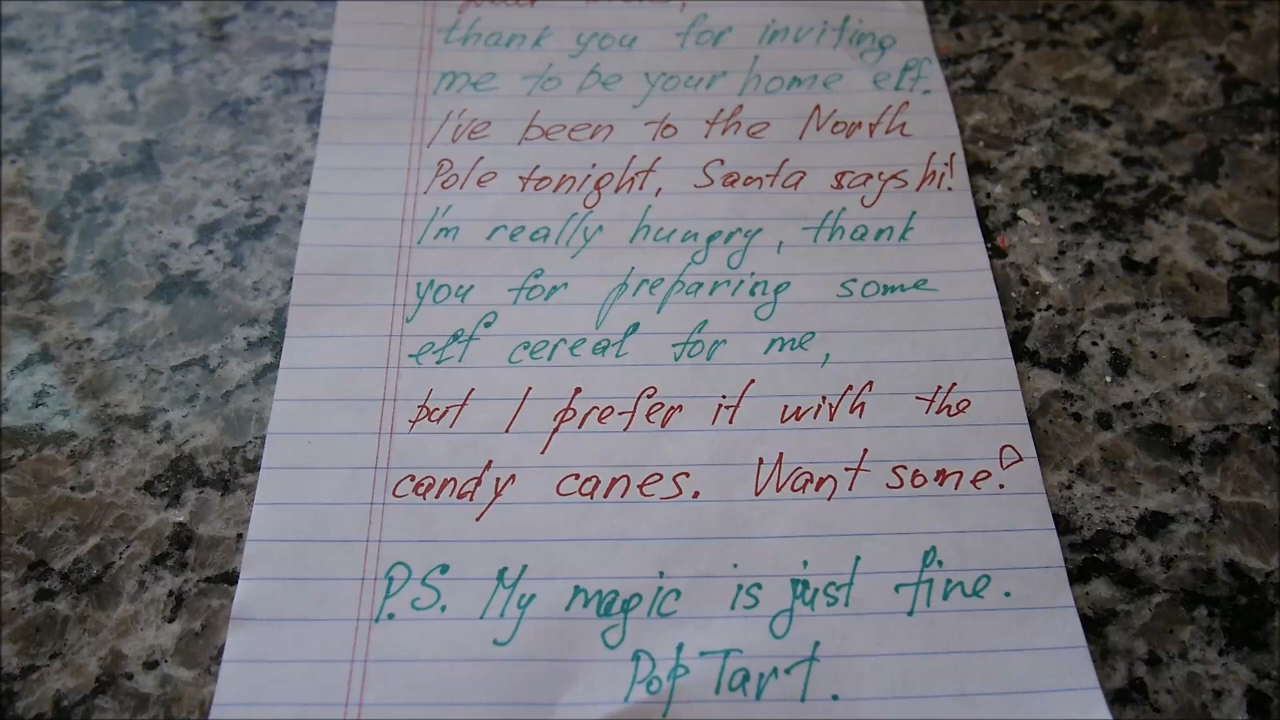 thank you for inviting
me to be your home elf.
I've been to the North
Pole tonight, Santa says hi!
I'm really hungry, thank
you for preparing some
elf cereal for me,
but I prefer it with the
candy canes. Want some?
P.S. My magic is just fine.
Pop Tart.